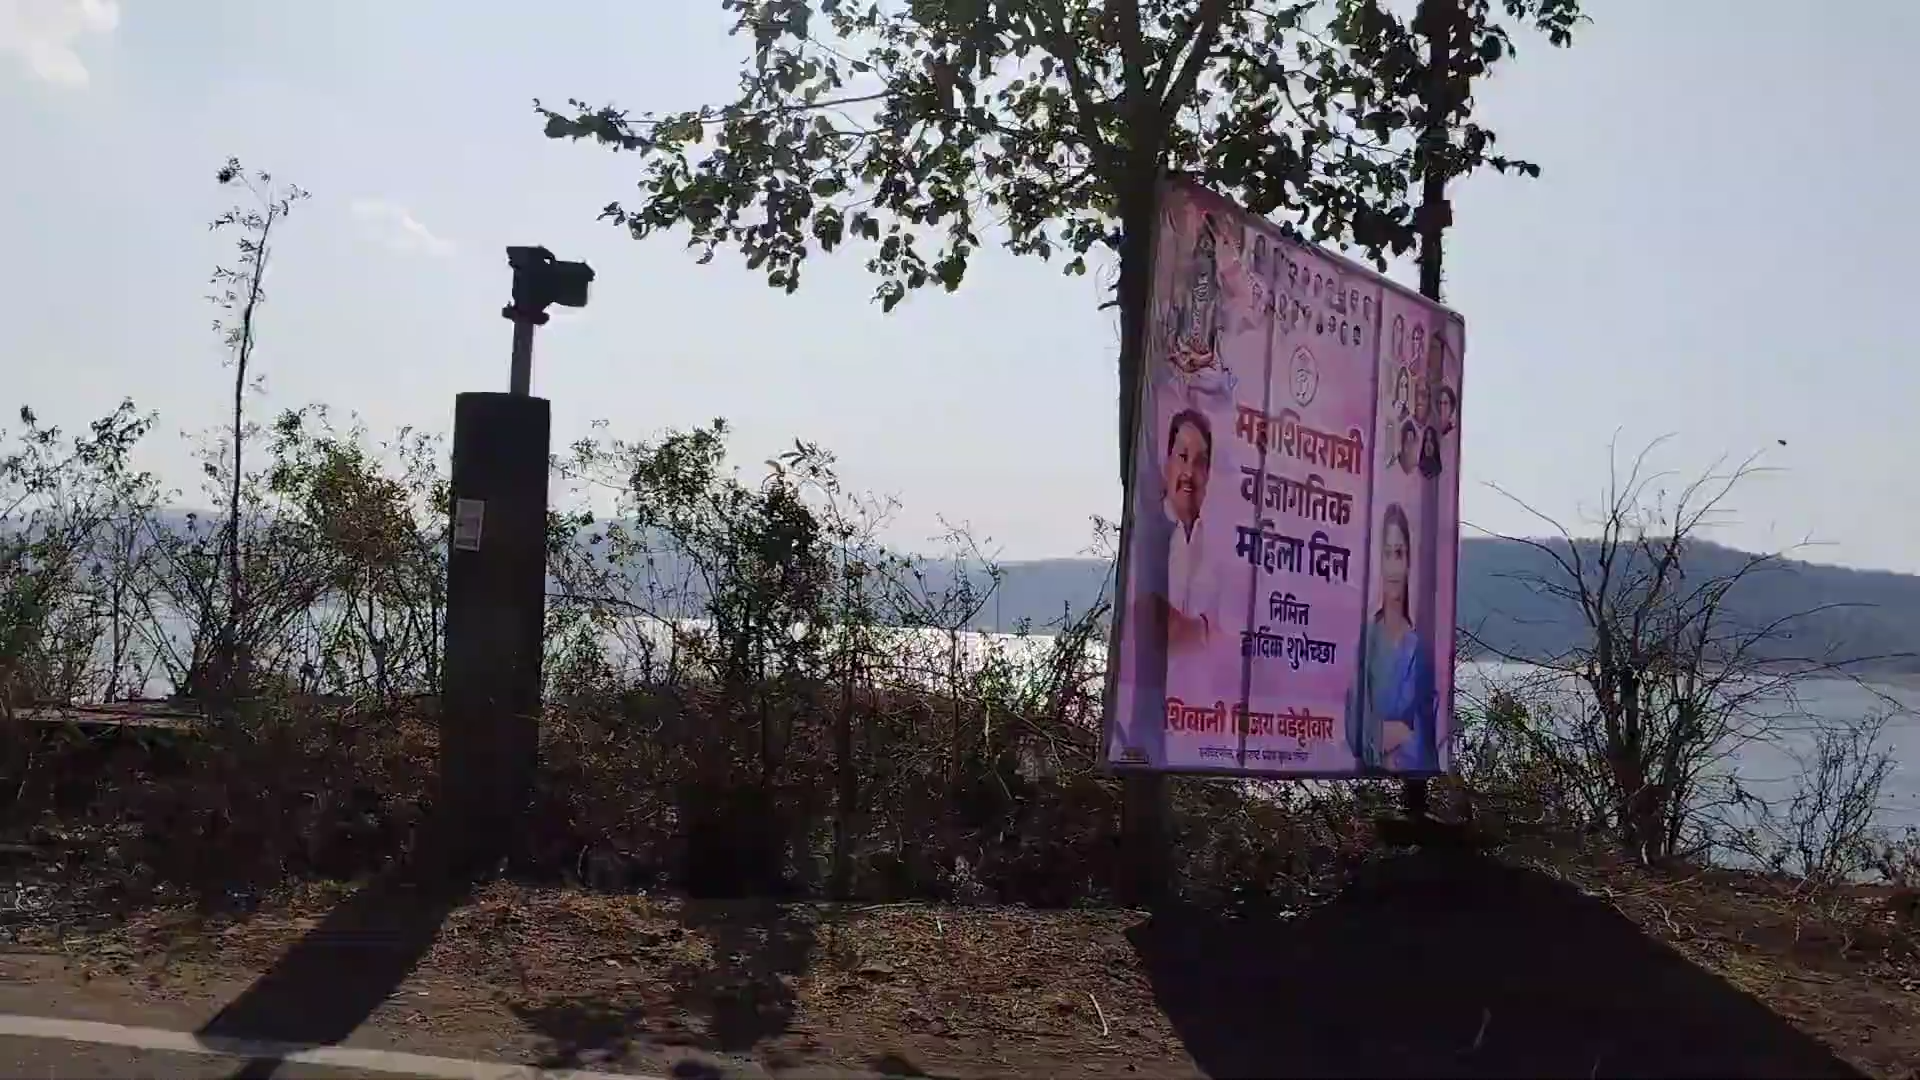 महाशिवरात्री
व जागतिक
महिला दिन
निमित्त
हार्दिक शुभेच्छा
शिवानी विजय वडेट्टीवार